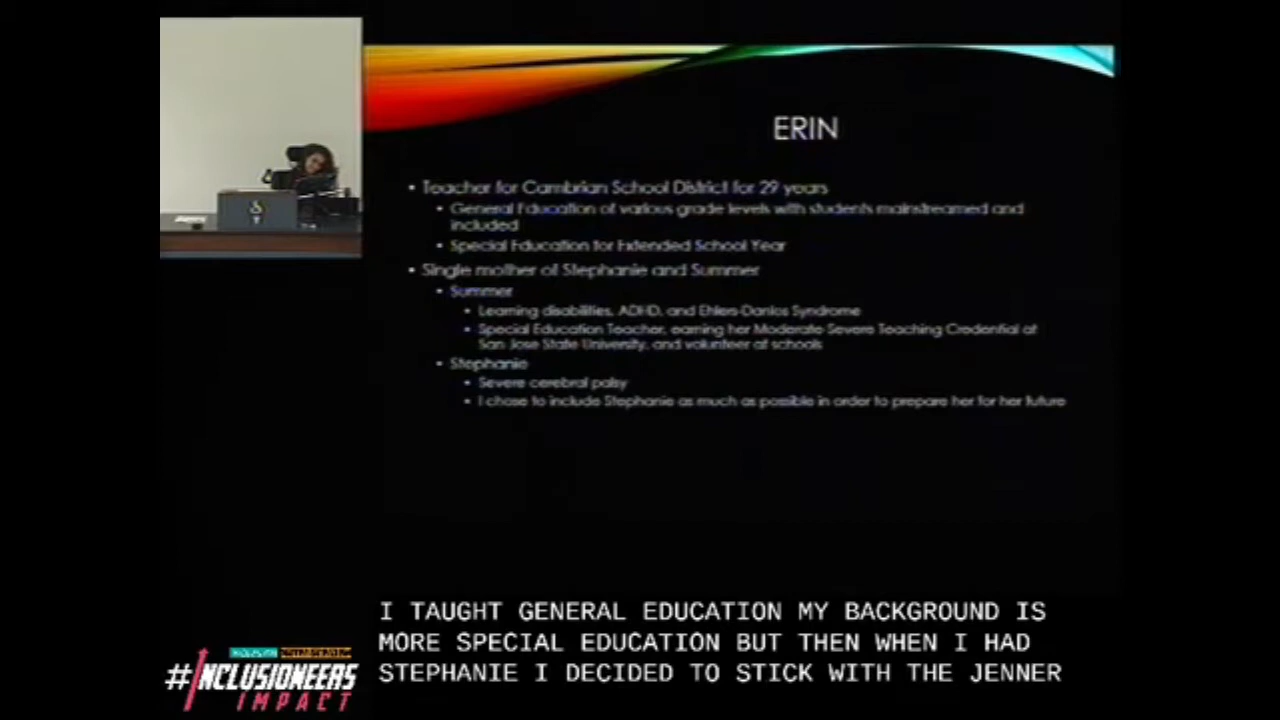 ERIN
• Teacher for Cambrian School District for 29 years
• General Education of various grade levels with students mainstreamed and
included
• Special Education for Extended School Year
• Single mother of Stephanie and Summer
• Summer
• Learning disabilities, ADHD, and Ehlers-Danlos Syndrome
• Special Education Teacher, earning her Moderate-Severe Teaching Credential at
San Jose State University, and volunteer at schools
• Stephanie
• Severe cerebral palsy
• I chose to include Stephanie as much as possible in order to prepare her for her future
I TAUGHT GENERAL EDUCATION MY BACKGROUND IS
MORE SPECIAL EDUCATION BUT THEN WHEN I HAD
STEPHANIE I DECIDED TO STICK WITH THE JENNER
#INCLUSIONEERS
IMPACT